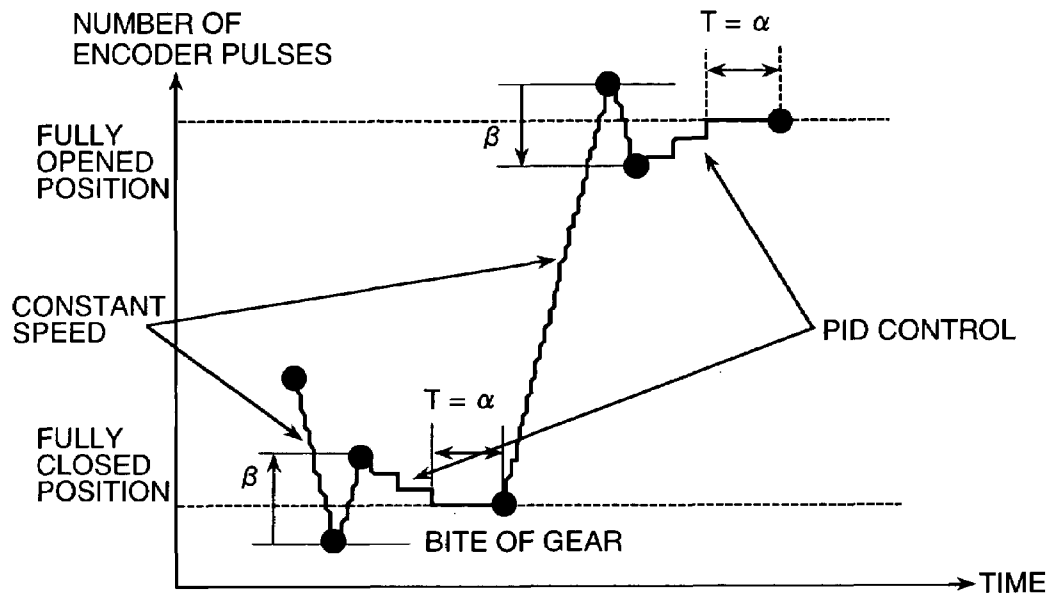 NUMBER OF
ENCODER PULSES
T = α
β
FULLY
OPENED
POSITION
CONSTANT
SPEED
PID CONTROL
T = α
FULLY
CLOSED
POSITION
β
BITE OF GEAR
TIME